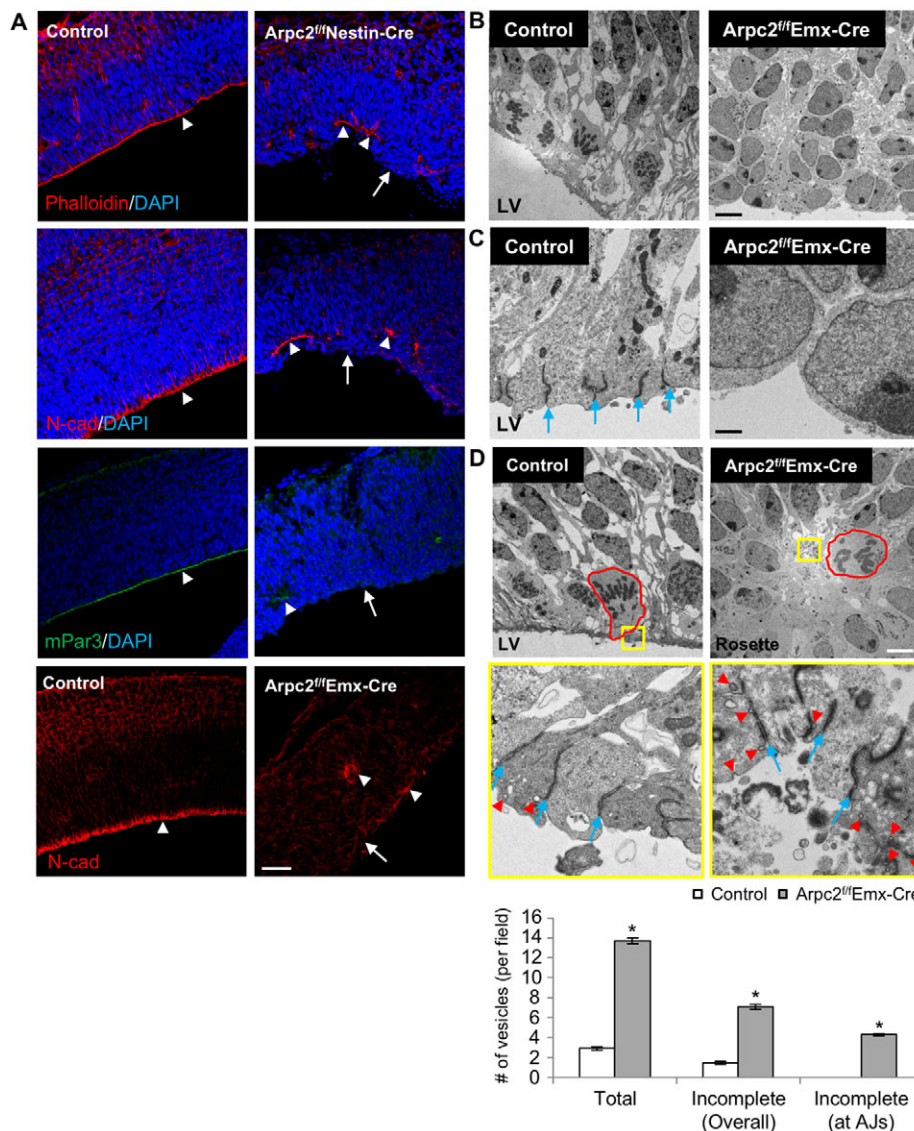 A
Control
Arpc2f/fNestin-Cre
Phalloidin/DAPI
N-cad/DAPI
mPar3/DAPI
Control
Arpc2f/fEmx-Cre
N-cad
B
Control
Arpc2f/fEmx-Cre
LV
C
Control
Arpc2f/fEmx-Cre
LV
D
Control
Arpc2f/fEmx-Cre
LV
Rosette
Control
Arpc2f/fEmx-Cre
# of vesicles (per field)
16
14
12
10
8
6
4
2
0
*
*
*
Total
Incomplete
(Overall)
Incomplete
(at AJs)